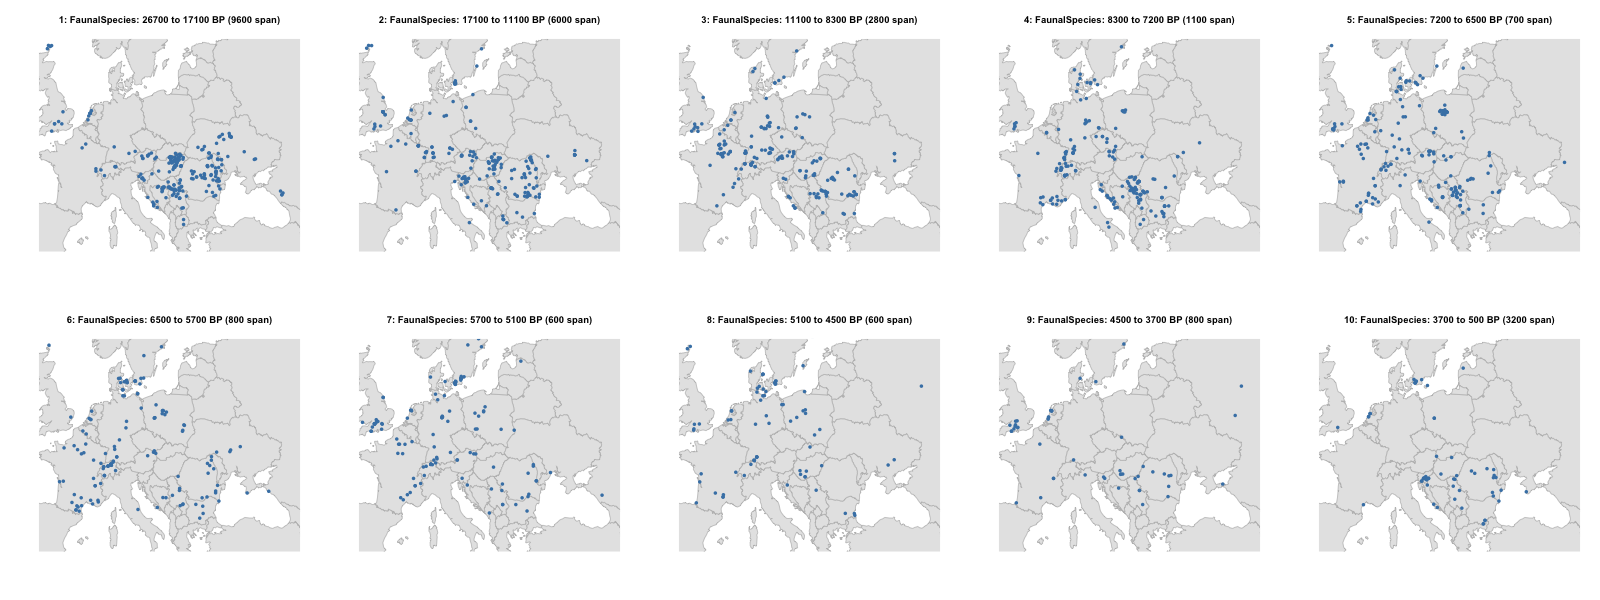 1: FaunalSpecies: 26700 to 17100 BP (9600 span)
2: FaunalSpecies: 17100 to 11100 BP (6000 span)
3: FaunalSpecies: 11100 to 8300 BP (2800 span)
4: FaunalSpecies: 8300 to 7200 BP (1100 span)
5: FaunalSpecies: 7200 to 6500 BP (700 span)
6: FaunalSpecies: 6500 to 5700 BP (800 span)
7: FaunalSpecies: 5700 to 5100 BP (600 span)
8: FaunalSpecies: 5100 to 4500 BP (600 span)
9: FaunalSpecies: 4500 to 3700 BP (800 span)
10: FaunalSpecies: 3700 to 500 BP (3200 span)